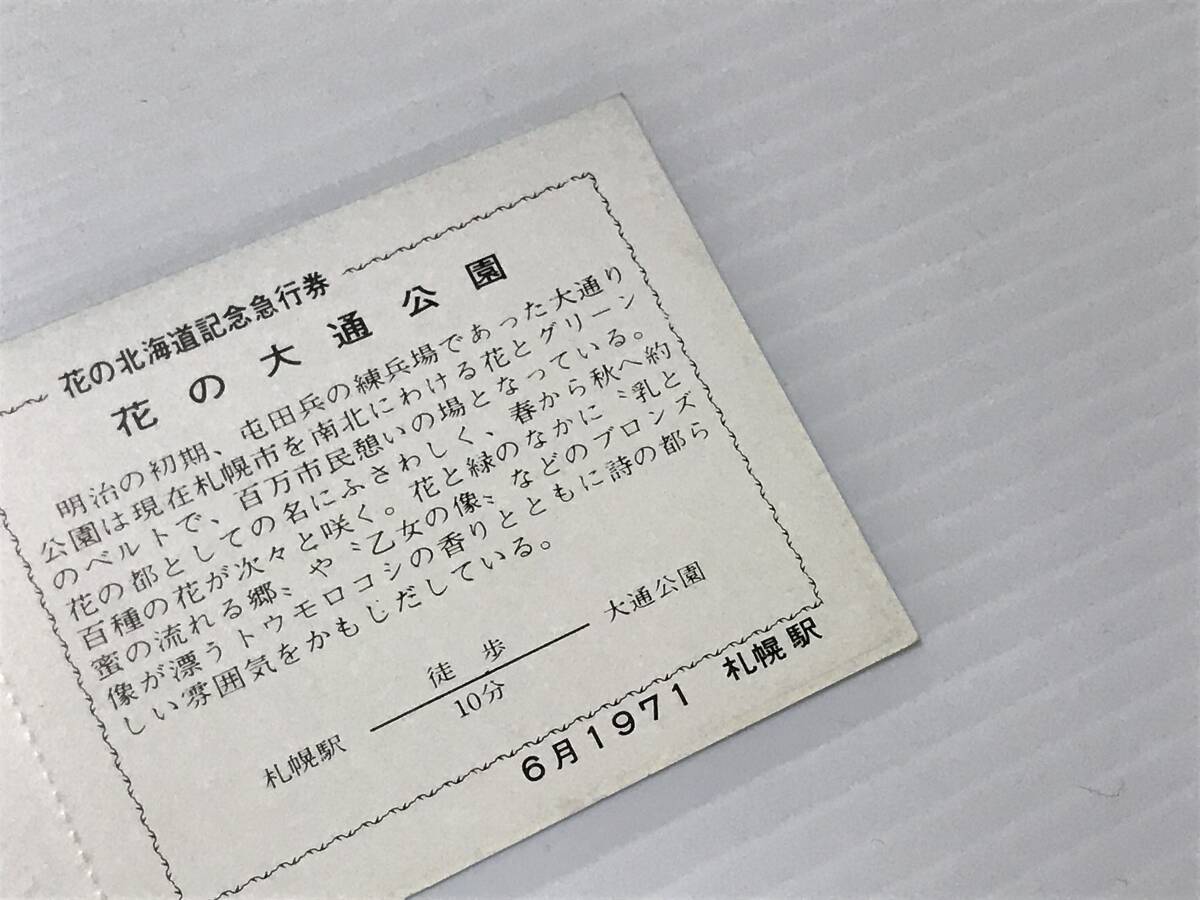 花の北海道記念急行券
花の大通公園
明治の初期、屯田兵の練兵場であった大通り
公園は現在札幌市を南北にわける花とグリーン
のベルトで、百万市民憩いの場となっている。
花の都としての名にふさわしく、春から秋へ約
百種の花が次々と咲く。花と緑のなかに〝乳と
蜜の流れる郷〟や〝乙女の像〟などのブロンズ
像が漂うトウモロコシの香りとともに詩の都ら
しい雰囲気をかもしだしている。
徒歩
札幌駅 ― 大通公園
10分
6月1971 札幌駅